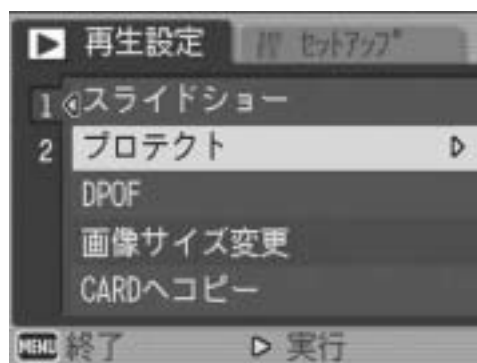 再生設定 セットアップ
1 スライドショー
2 プロテクト
DPOF
画像サイズ変更
CARDへコピー
MENU 終了 実行